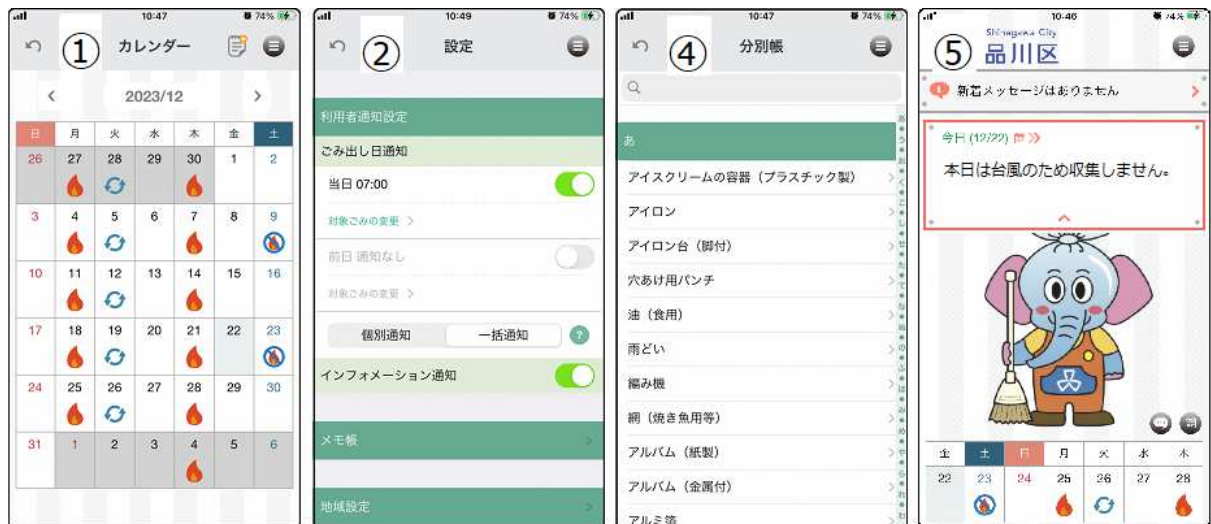 10:47
74%
①
カレンダー
2023/12
日 月 火 水 木 金 土
26 27 28 29 30 1 2
3 4 5 6 7 8 9
10 11 12 13 14 15 16
17 18 19 20 21 22 23
24 25 26 27 28 29 30
31 1 2 3 4 5 6
10:49
74%
②
設定
利用者通知設定
ごみ出し日通知
当日 07:00
対象ごみの変更
前日 通知なし
対象ごみの変更
個別通知 一括通知 ?
インフォメーション通知
メモ帳
地域設定
10:47
74%
④
分別帳
あ
アイスクリームの容器（プラスチック製）
アイロン
アイロン台（脚付）
穴あけ用パンチ
油（食用）
雨どい
編み機
網（焼き魚用等）
アルバム（紙製）
アルバム（金属付）
アルミ箔
10:46
74%
⑤
Shinagawa City
品川区
新着メッセージはありません
今日 (12/22)
本日は台風のため収集しません。
金 土 日 月 火 水 木
22 23 24 25 26 27 28